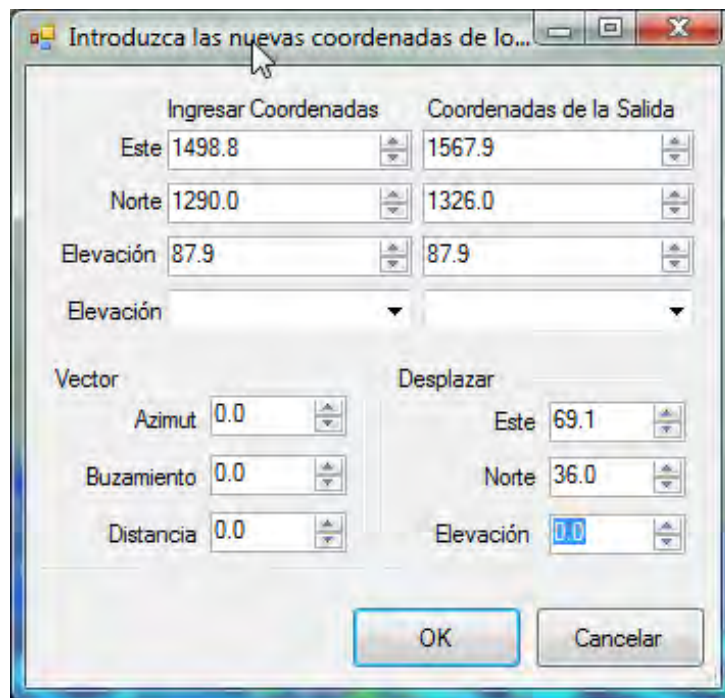 Introduzca las nuevas coordenadas de lo...
Ingresar Coordenadas Coordenadas de la Salida
Este 1498.8 1567.9
Norte 1290.0 1326.0
Elevación 87.9 87.9
Elevación
Vector Desplazar
Azimut 0.0 Este 69.1
Buzamiento 0.0 Norte 36.0
Distancia 0.0 Elevación 0.0
OK Cancelar